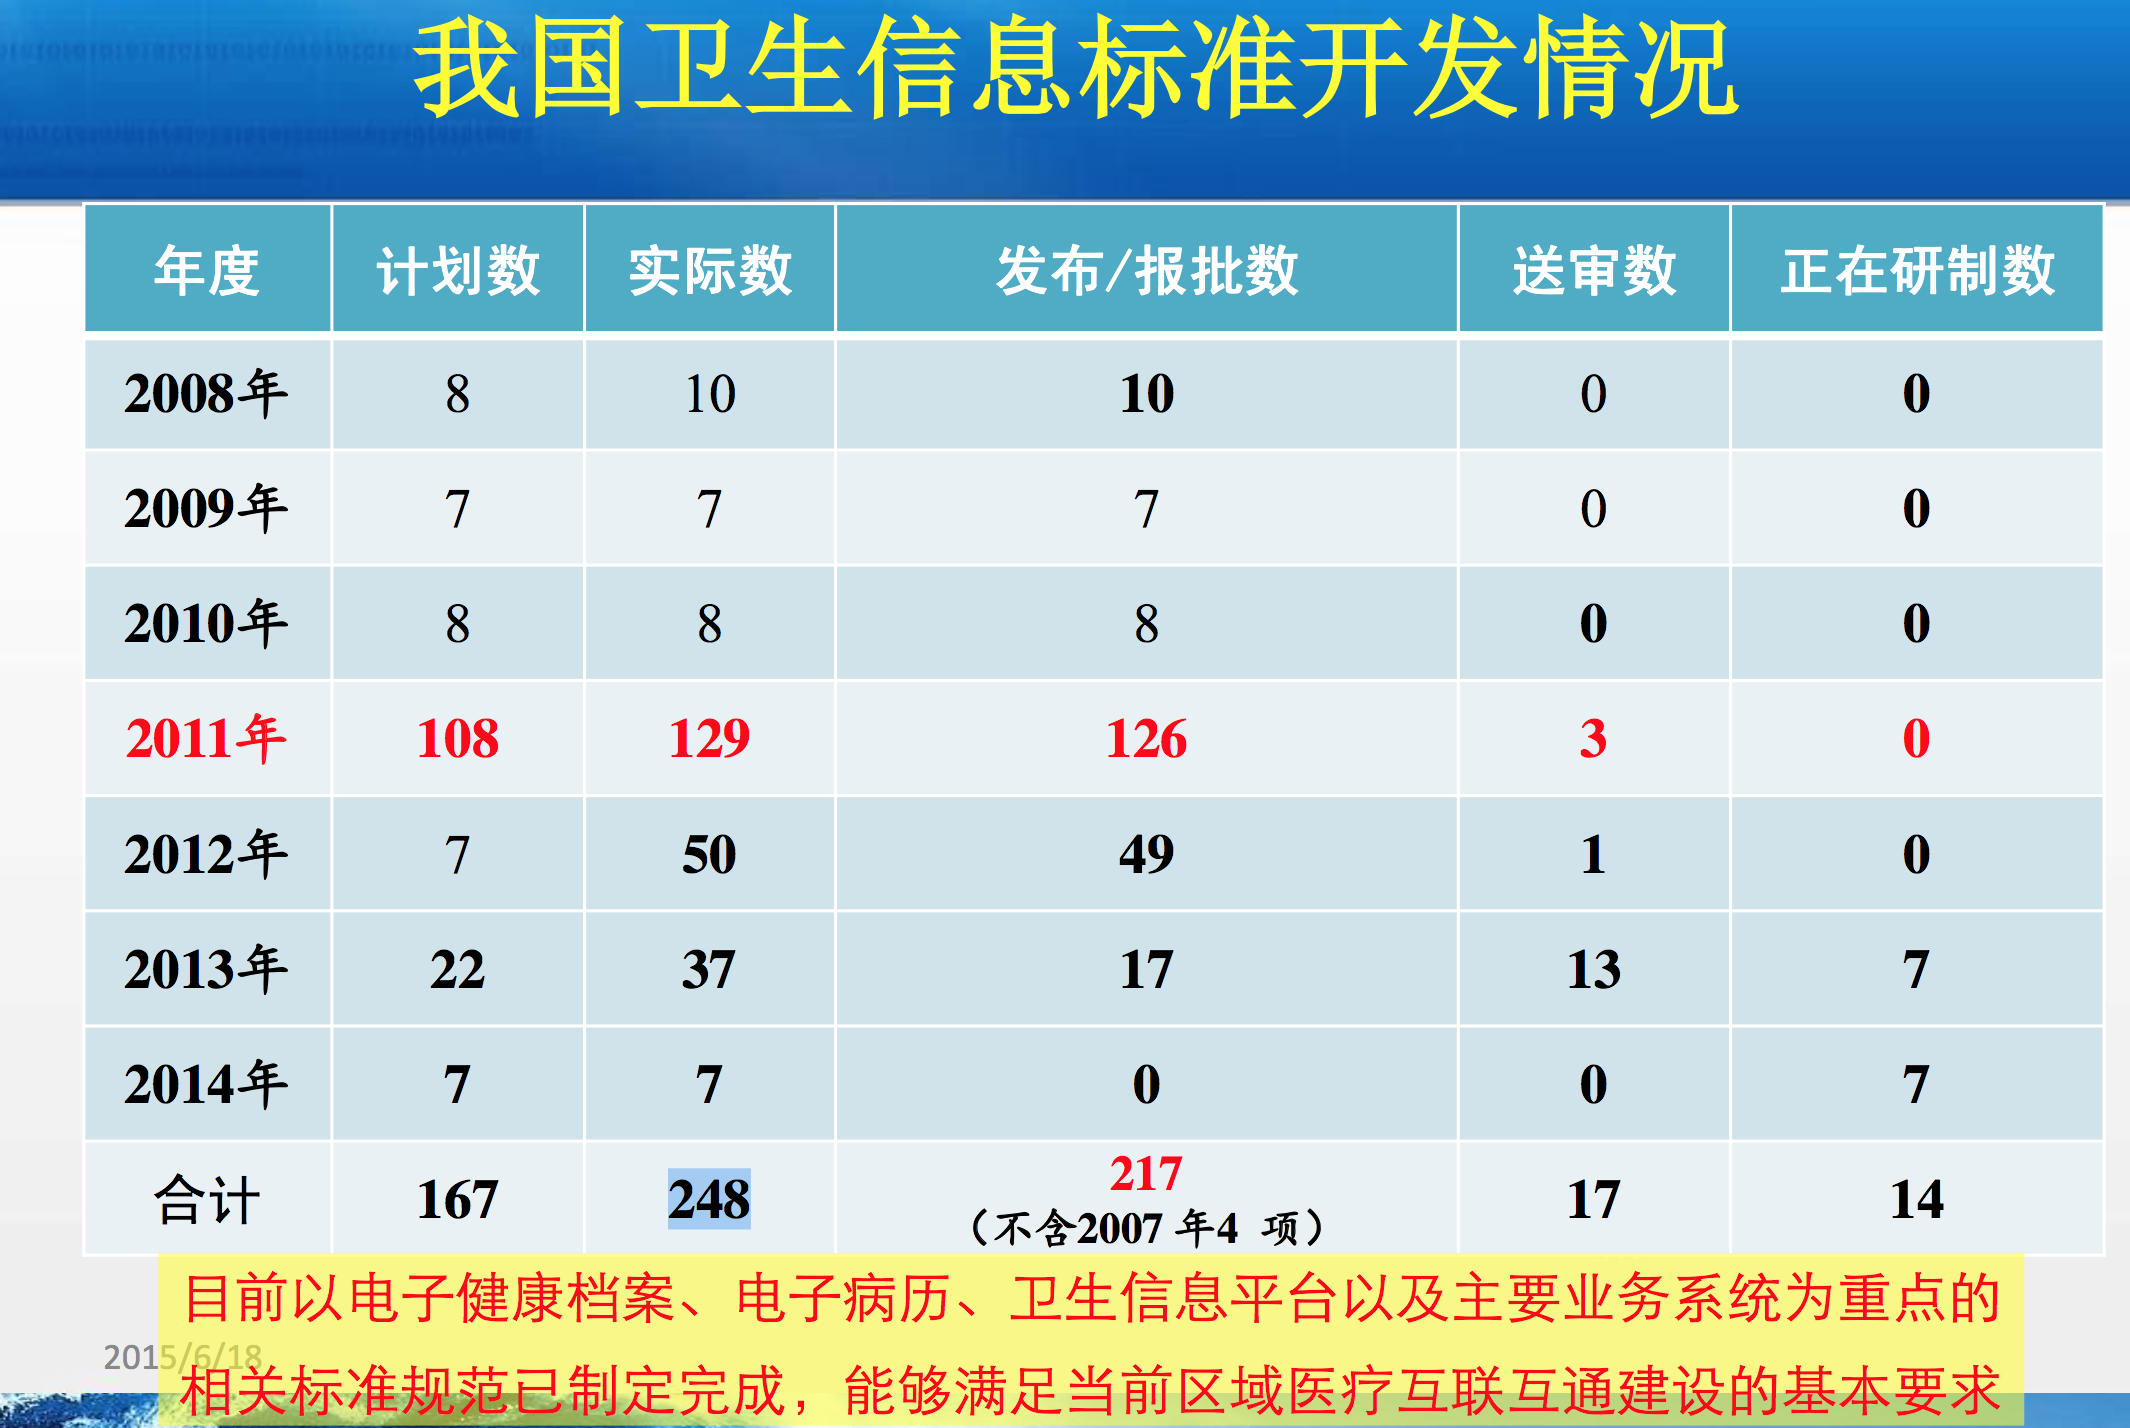 我国卫生信息标准开发情况
年度 计划数 实际数 发布/报批数 送审数 正在研制数
2008年 8 10 10 0 0
2009年 7 7 7 0 0
2010年 8 8 8 0 0
2011年 108 129 126 3 0
2012年 7 50 49 1 0
2013年 22 37 17 13 7
2014年 7 7 0 0 7
合计 167 248 217 17 14
（不含2007 年4 项）
目前以电子健康档案、电子病历、卫生信息平台以及主要业务系统为重点的
2015/6/18
相关标准规范已制定完成，能够满足当前区域医疗互联互通建设的基本要求